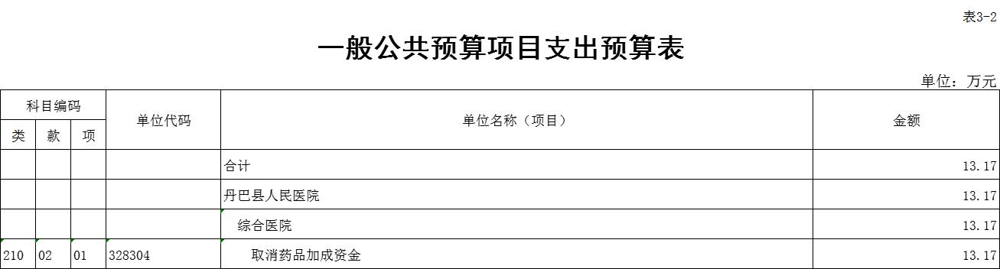 表3-2
一般公共预算项目支出预算表
单位：万元
科目编码 单位代码 单位名称（项目） 金额
类 款 项
合计 13.17
丹巴县人民医院 13.17
综合医院 13.17
210 02 01 328304 取消药品加成资金 13.17